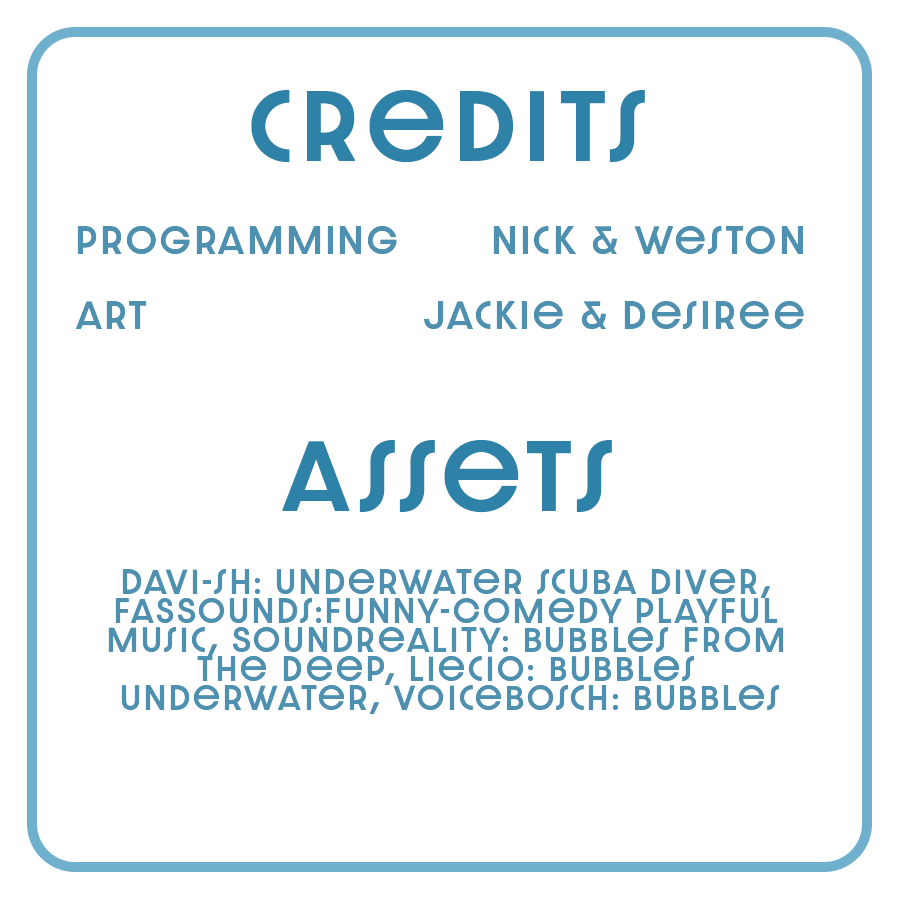 CReDITS
PROGRAMMING NICK & WeSTON
ART JACKIe & DeSIRee
ASSeTS
DAVI-SH: UNDeRWATeR SCUBA DIVeR,
FASSOUNDS:FUNNY-COMeDY PLAYFUL
MUSIC, SOUNDReALITY: BUBBLeS FROM
THe DeeP, LIeCIO: BUBBLeS
UNDeRWATeR, VOICeBOSCH: BUBBLeS